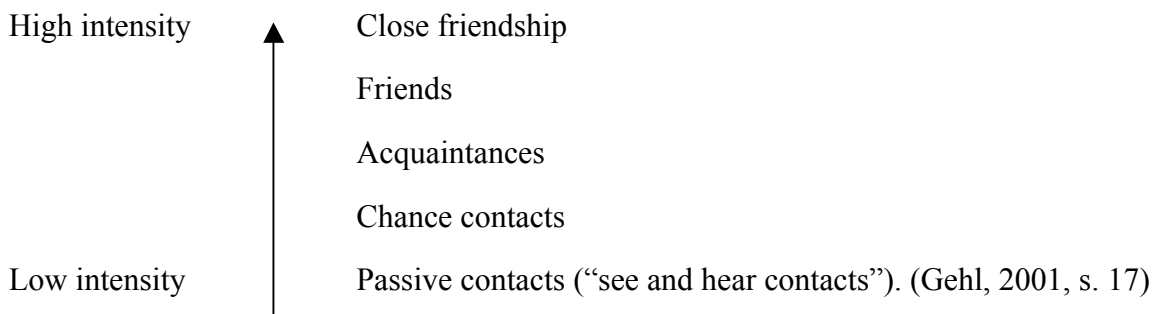 High intensity Close friendship
Friends
Acquaintances
Chance contacts
Low intensity Passive contacts (“see and hear contacts”). (Gehl, 2001, s. 17)